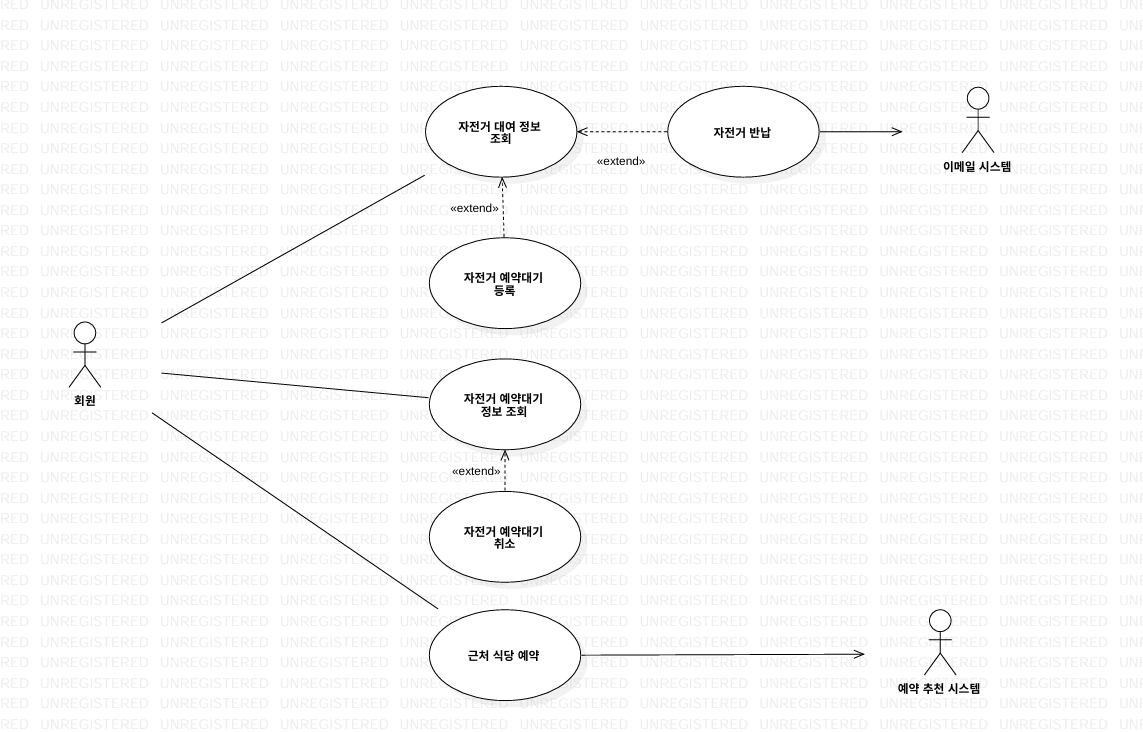 자전거 대여 정보
조회
자전거 반납
이메일 시스템
«extend»
«extend»
자전거 예약대기
등록
회원
자전거 예약대기
정보 조회
«extend»
자전거 예약대기
취소
근처 식당 예약
예약 추천 시스템
UNREGISTERED